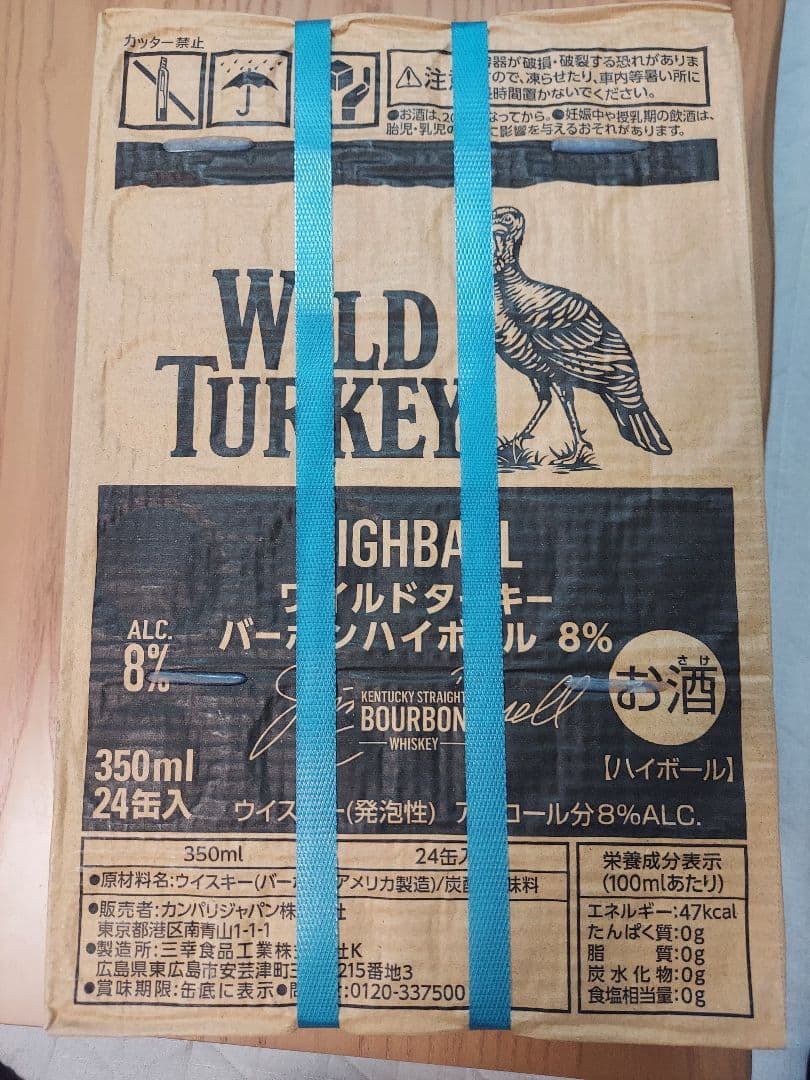 カッター禁止
⚠注 器が破損・破裂する恐れがありま
ので、凍らせたり、車内等暑い所に
時間置かないでください。
●お酒は、20 なってから。●妊娠中や授乳期の飲酒は、
胎児・乳児の に影響を与えるおそれがあります。
WILD
TURKEY
HIGHBALL
ワイルドターキー
バーボンハイボール 8%
ALC.
8%
KENTUCKY STRAIGHT
BOURBON
WHISKEY
さけ
お酒
【ハイボール】
350ml
24缶入
ウイスキー(発泡性) アルコール分8%ALC.
350ml 24缶入
●原材料名:ウイスキー(バーボン アメリカ製造)/炭酸 味料
●販売者:カンパリジャパン株 社
東京都港区南青山1-1-1
●製造所:三幸食品工業株 社K
広島県東広島市安芸津町三 215番地3
●賞味期限:缶底に表示●問 :0120-337500
栄養成分表示
(100mlあたり)
エネルギー:47kcal
たんぱく質:0g
脂質:0g
炭水化物:0g
食塩相当量:0g